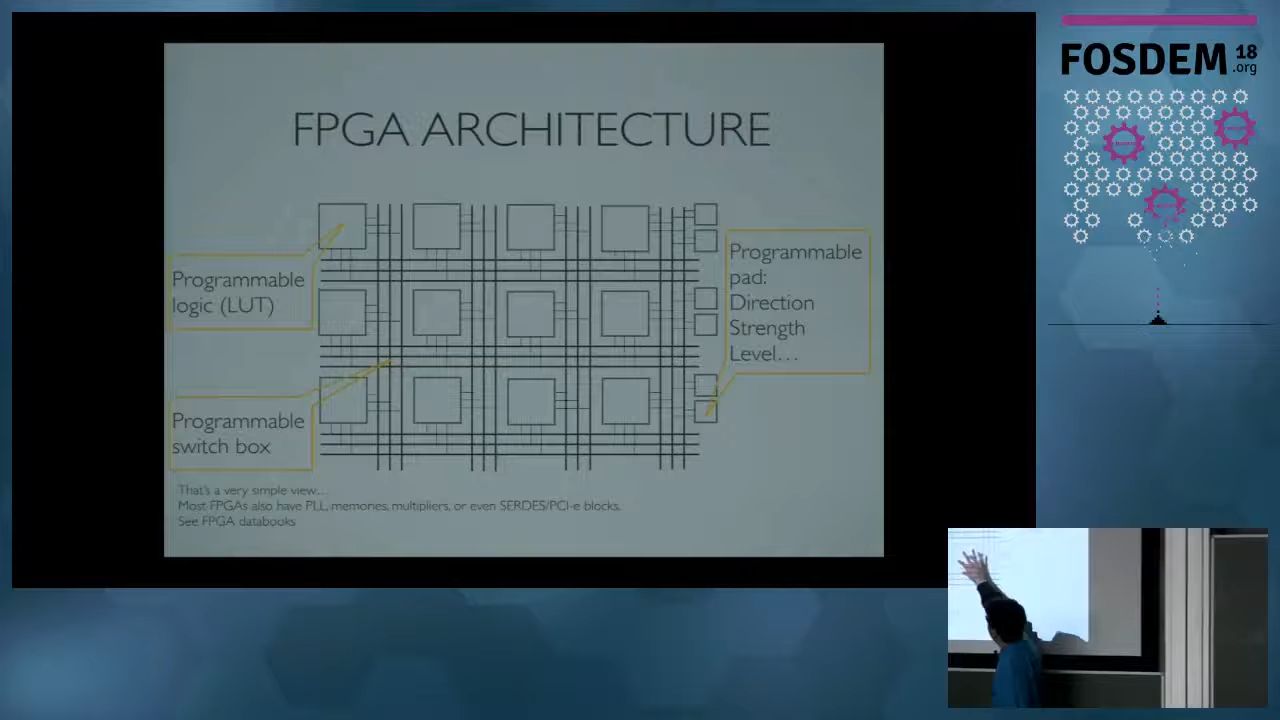 FPGA ARCHITECTURE
Programmable
logic (LUT)
Programmable
switch box
Programmable
pad:
Direction
Strength
Level...
That's a very simple view...
Most FPGAs also have PLL, memories, multipliers, or even SERDES/PCI-e blocks.
See FPGA databooks
FOSDEM 18
.org